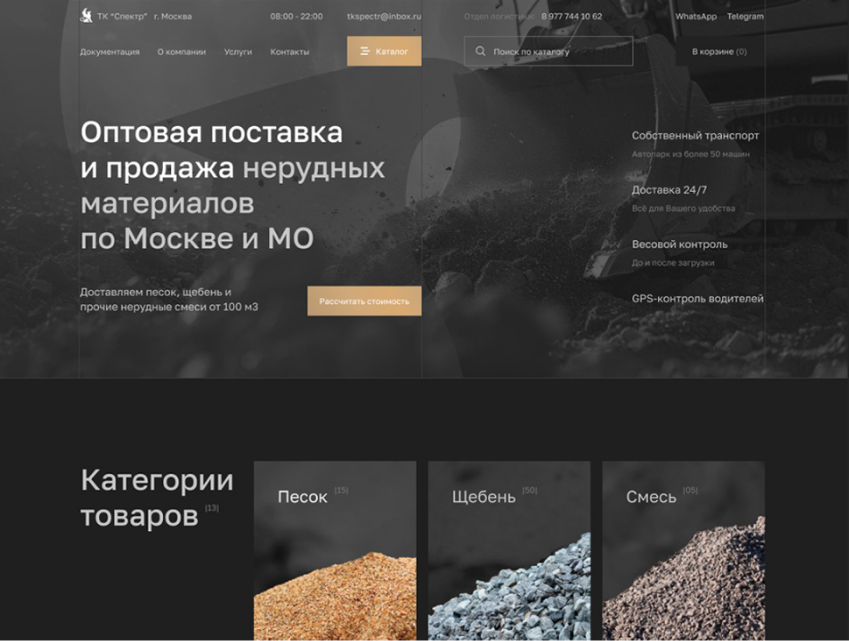 ТК "Спектр" г. Москва
08:00 - 22:00
tkspectr@inbox.ru
Отдел логистики: 8 977 744 10 62
WhatsApp Telegram
Документация О компании Услуги Контакты
Каталог
Поиск по каталогу
В корзине (0)
Оптовая поставка
и продажа нерудных
материалов
по Москве и МО
Доставляем песок, щебень и
прочие нерудные смеси от 100 м3
Рассчитать стоимость
Собственный транспорт
Автопарк из более 50 машин
Доставка 24/7
Всё для Вашего удобства
Весовой контроль
До и после загрузки
GPS-контроль водителей
Категории
товаров |13|
Песок |15|
Щебень |50|
Смесь |05|